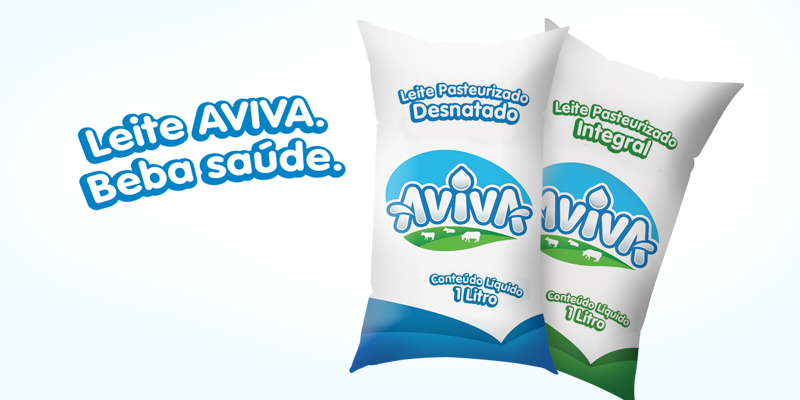 Leite AVIVA.
Beba saúde.
Leite Pasteurizado
Desnatado
AVIVA
Conteúdo Líquido
1 Litro
Leite Pasteurizado
Integral
AVIVA
Conteúdo Líquido
1 Litro